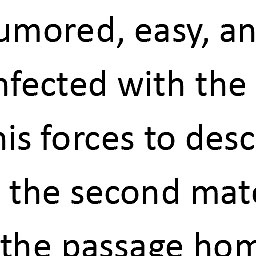 umored, easy, an
nfected with the
his forces to desc
the second mate
the passage hom